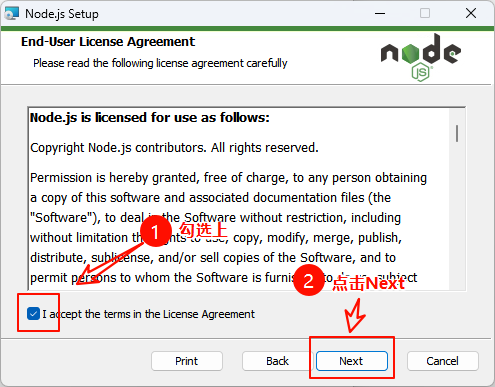 Node.js Setup
End-User License Agreement
Please read the following license agreement carefully
node
JS
Node.js is licensed for use as follows:
Copyright Node.js contributors. All rights reserved.
Permission is hereby granted, free of charge, to any person obtaining
a copy of this software and associated documentation files (the
"Software"), to deal in the Software without restriction, including
without limitation the rights to use, copy, modify, merge, publish,
distribute, sublicense, and/or sell copies of the Software, and to
permit persons to whom the Software is furnished to do so, subject
1 勾选上
2 点击Next
I accept the terms in the License Agreement
Print
Back
Next
Cancel